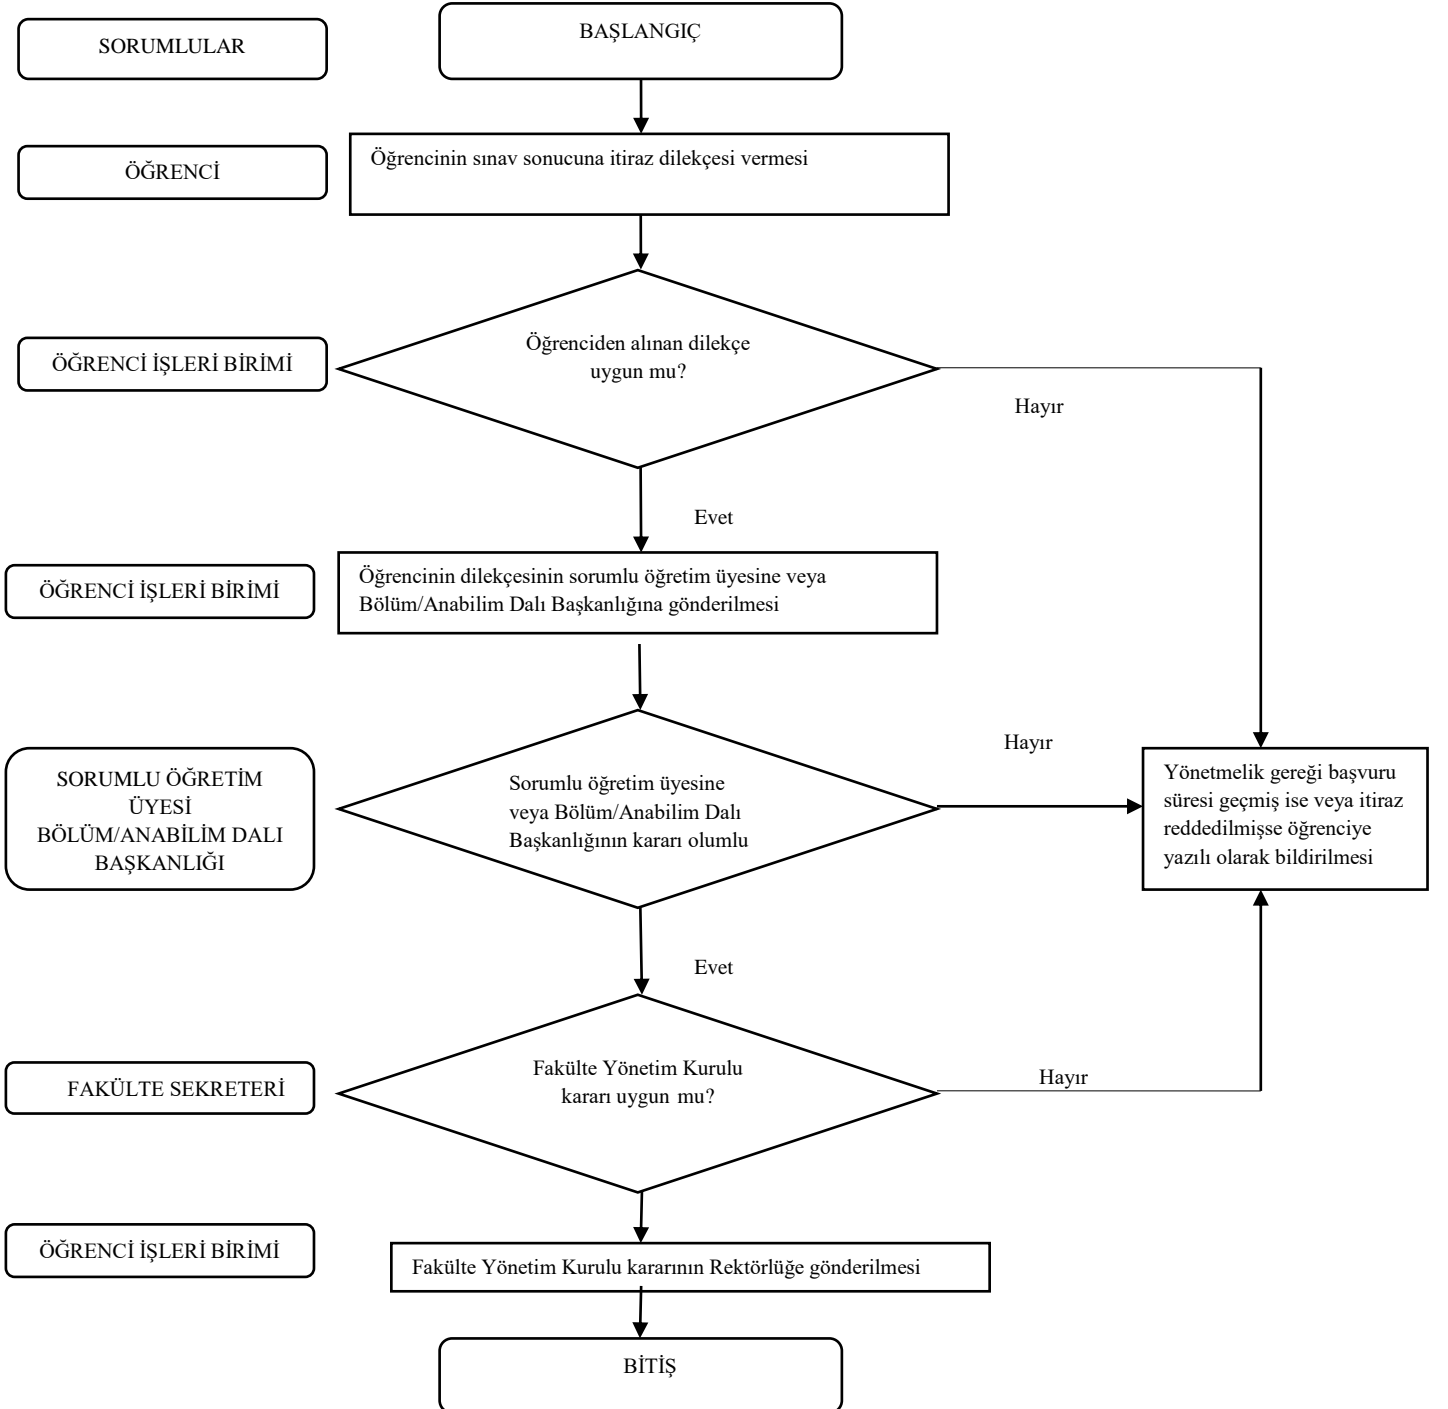 SORUMLULAR
BAŞLANGIÇ
ÖĞRENCİ
Öğrencinin sınav sonucuna itiraz dilekçesi vermesi
ÖĞRENCİ İŞLERİ BİRİMİ
Öğrenciden alınan dilekçe
uygun mu?
Hayır
Evet
ÖĞRENCİ İŞLERİ BİRİMİ
Öğrencinin dilekçesinin sorumlu öğretim üyesine veya
Bölüm/Anabilim Dalı Başkanlığına gönderilmesi
SORUMLU ÖĞRETİM
ÜYESİ
BÖLÜM/ANABİLİM DALI
BAŞKANLIĞI
Sorumlu öğretim üyesine
veya Bölüm/Anabilim Dalı
Başkanlığının kararı olumlu
Hayır
Yönetmelik gereği başvuru
süresi geçmiş ise veya itiraz
reddedilmişse öğrenciye
yazılı olarak bildirilmesi
Evet
FAKÜLTE SEKRETERİ
Fakülte Yönetim Kurulu
kararı uygun mu?
Hayır
ÖĞRENCİ İŞLERİ BİRİMİ
Fakülte Yönetim Kurulu kararının Rektörlüğe gönderilmesi
BİTİŞ